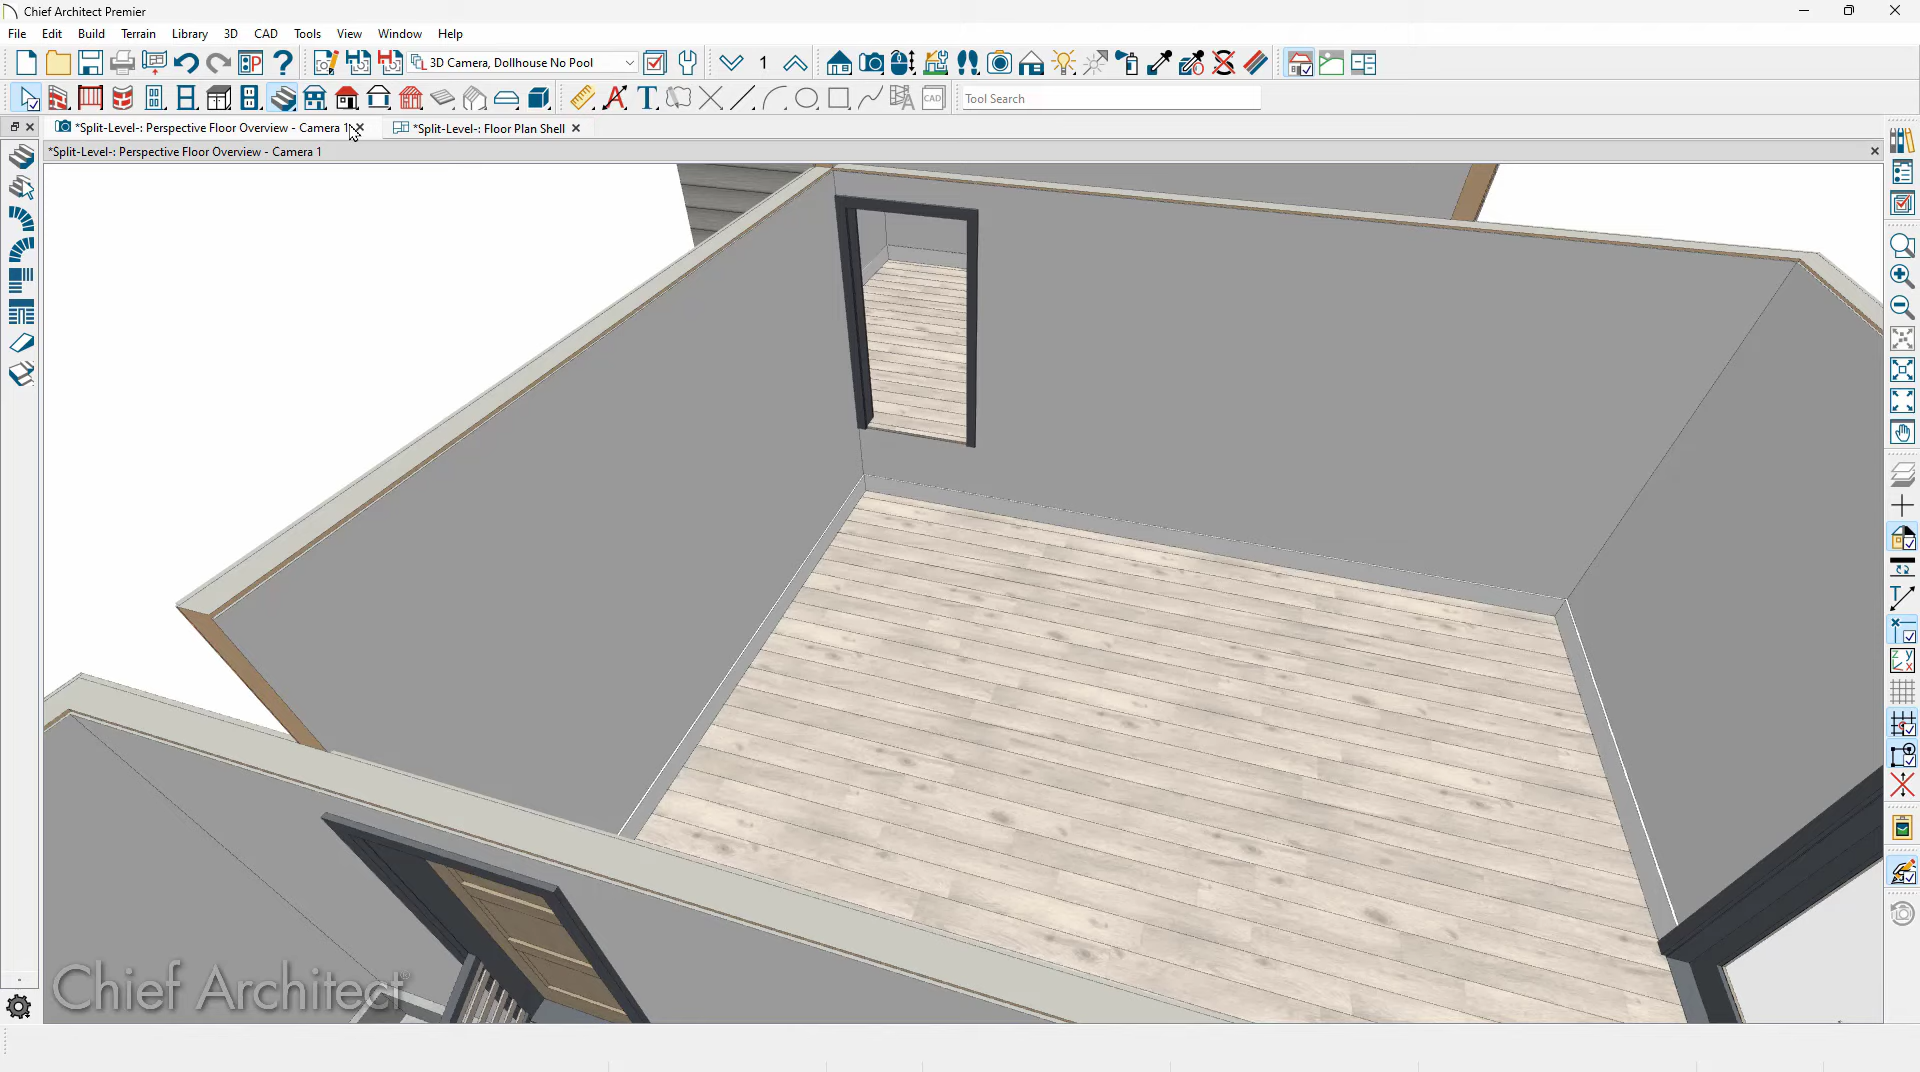 Chief Architect Premier
File Edit Build Terrain Library 3D CAD Tools View Window Help
3D Camera, Dollhouse No Pool 1
Tool Search
*Split-Level-: Perspective Floor Overview - Camera 1 *Split-Level-: Floor Plan Shell
*Split-Level-: Perspective Floor Overview - Camera 1
Chief Architect